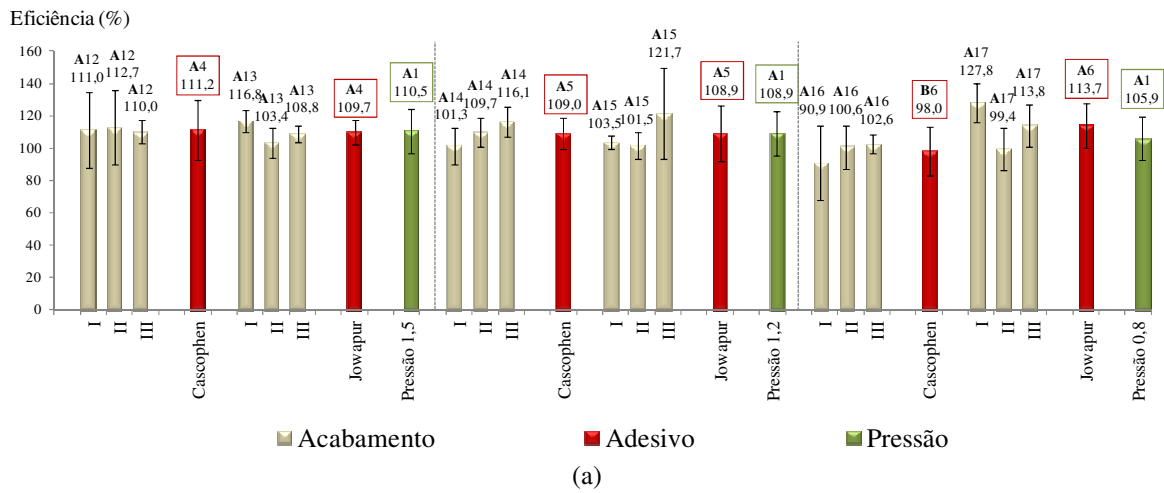 Eficiência (%)
160
140
120
100
80
60
40
20
0
A12
111,0
A12
112,7
A12
110,0
A4
111,2
A13
116,8
A13
103,4
A13
108,8
A4
109,7
A1
110,5
A14
101,3
A14
109,7
A14
116,1
A5
109,0
A15
103,5
A15
101,5
A15
121,7
A5
108,9
A1
108,9
A16
90,9
A16
100,6
A16
102,6
B6
98,0
A17
127,8
A17
99,4
A17
113,8
A6
113,7
A1
105,9
I
II
III
Cascophen
I
II
III
Jowapur
Pressão 1,5
I
II
III
Cascophen
I
II
III
Jowapur
Pressão 1,2
I
II
III
Cascophen
I
II
III
Jowapur
Pressão 0,8
Acabamento
Adesivo
Pressão
(a)